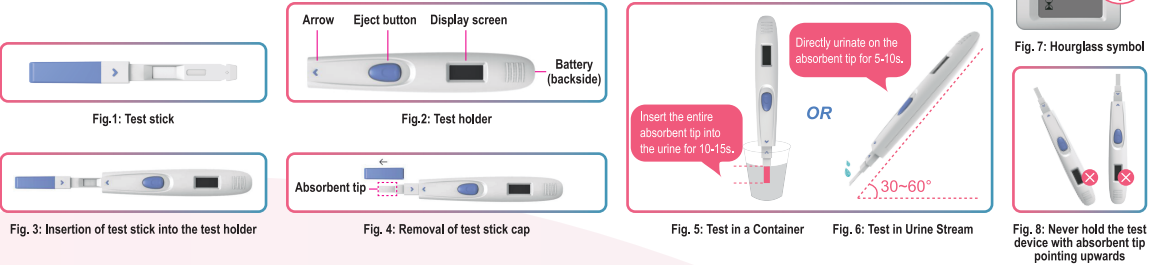 Arrow
Eject button
Display screen
Battery
(backside)
Fig.1: Test stick
Fig.2: Test holder
Absorbent tip
Fig. 3: Insertion of test stick into the test holder
Fig. 4: Removal of test stick cap
Directly urinate on the
absorbent tip for 5-10s.
Insert the entire
absorbent tip into
the urine for 10-15s.
OR
30~60°
Fig. 5: Test in a Container
Fig. 6: Test in Urine Stream
Fig. 7: Hourglass symbol
Fig. 8: Never hold the test
device with absorbent tip
pointing upwards